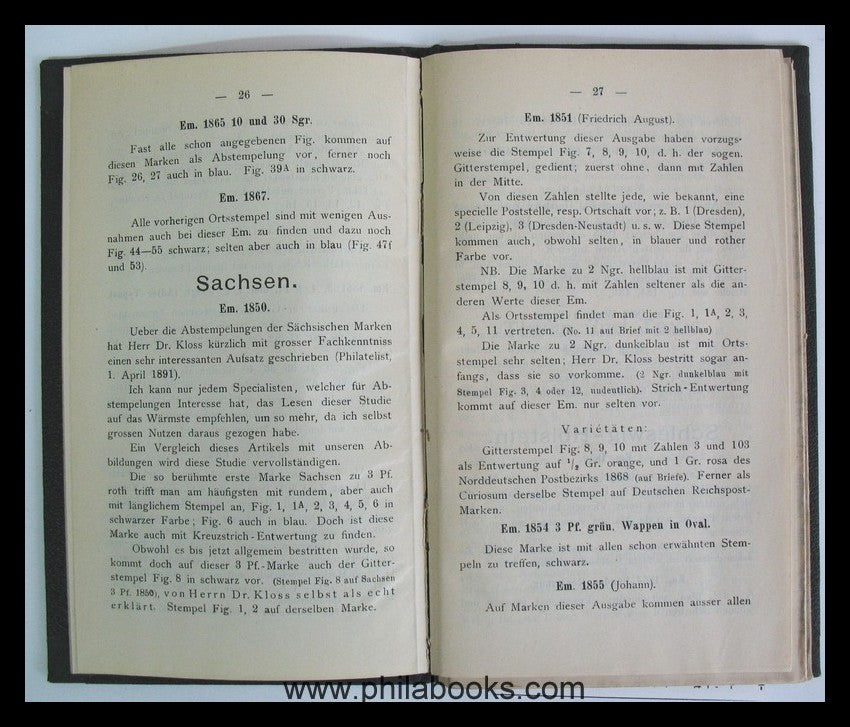 — 26 —
Em. 1865 10 und 30 Sgr.
Fast alle schon angegebenen Fig. kommen auf
diesen Marken als Abstempelung vor, ferner noch
Fig. 26, 27 auch in blau. Fig. 39A in schwarz.
Em. 1867.
Alle vorherigen Ortsstempel sind mit wenigen Aus-
nahmen auch bei dieser Em. zu finden und dazu noch
Fig. 44—55 schwarz; selten aber auch in blau (Fig. 47f
und 53).
Sachsen.
Em. 1850.
Ueber die Abstempelungen der Sächsischen Marken
hat Herr Dr. Kloss kürzlich mit grosser Fachkenntniss
einen sehr interessanten Aufsatz geschrieben (Philatelist,
1. April 1891).
Ich kann nur jedem Specialisten, welcher für Ab-
stempelungen Interesse hat, das Lesen dieser Studie
auf das Wärmste empfehlen, um so mehr, da ich selbst
grossen Nutzen daraus gezogen habe.
Ein Vergleich dieses Artikels mit unseren Ab-
bildungen wird diese Studie vervollständigen.
Die so berühmte erste Marke Sachsen zu 3 Pf.
roth trifft man am häufigsten mit rundem, aber auch
mit länglichem Stempel an, Fig. 1, 1A, 2, 3, 4, 5, 6 in
schwarzer Farbe; Fig. 6 auch in blau. Doch ist diese
Marke auch mit Kreuzstrich-Entwertung zu finden.
Obwohl es bis jetzt allgemein bestritten wurde, so
kommt doch auf dieser 3 Pf.-Marke auch der Gitter-
stempel Fig. 8 in schwarz vor. (Stempel Fig. 8 auf Sachsen
3 Pf. 1850), von Herrn Dr. Kloss selbst als echt
erklärt. Stempel Fig. 1, 2 auf derselben Marke.
— 27 —
Em. 1851 (Friedrich August).
Zur Entwertung dieser Ausgabe haben vorzugs-
weise die Stempel Fig. 7, 8, 9, 10, d. h. der sogen.
Gitterstempel, gedient; zuerst ohne, dann mit Zahlen
in der Mitte.
Von diesen Zahlen stellte jede, wie bekannt, eine
specielle Poststelle, resp. Ortschaft vor; z. B. 1 (Dresden),
2 (Leipzig), 3 (Dresden-Neustadt) u. s. w. Diese Stempel
kommen auch, obwohl selten, in blauer und rother
Farbe vor.
NB. Die Marke zu 2 Ngr. hellblau ist mit Gitter-
stempel 8, 9, 10 d. h. mit Zahlen seltener als die an-
deren Werte dieser Em.
Als Ortsstempel findet man die Fig. 1, 1A, 2, 3,
4, 5, 11 vertreten. (No. 11 auf Brief mit 2 hellblau)
Die Marke zu 2 Ngr. dunkelblau ist mit Orts-
stempel sehr selten; Herr Dr. Kloss bestritt sogar an-
fangs, dass sie so vorkomme. (2 Ngr. dunkelblau mit
Stempel Fig. 3, 4 oder 12, undeutlich). Strich-Entwertung
kommt auf dieser Em. nur selten vor.
Varietäten:
Gitterstempel Fig. 8, 9, 10 mit Zahlen 3 und 103
als Entwertung auf 1/2 Gr. orange, und 1 Gr. rosa des
Norddeutschen Postbezirks 1868 (auf Briefe). Ferner als
Curiosum derselbe Stempel auf Deutschen Reichspost-
Marken.
Em. 1854 3 Pf. grün. Wappen in Oval.
Diese Marke ist mit allen schon erwähnten Stem-
peln zu treffen, schwarz.
Em. 1855 (Johann).
Auf Marken dieser Ausgabe kommen ausser allen
www.philabooks.com